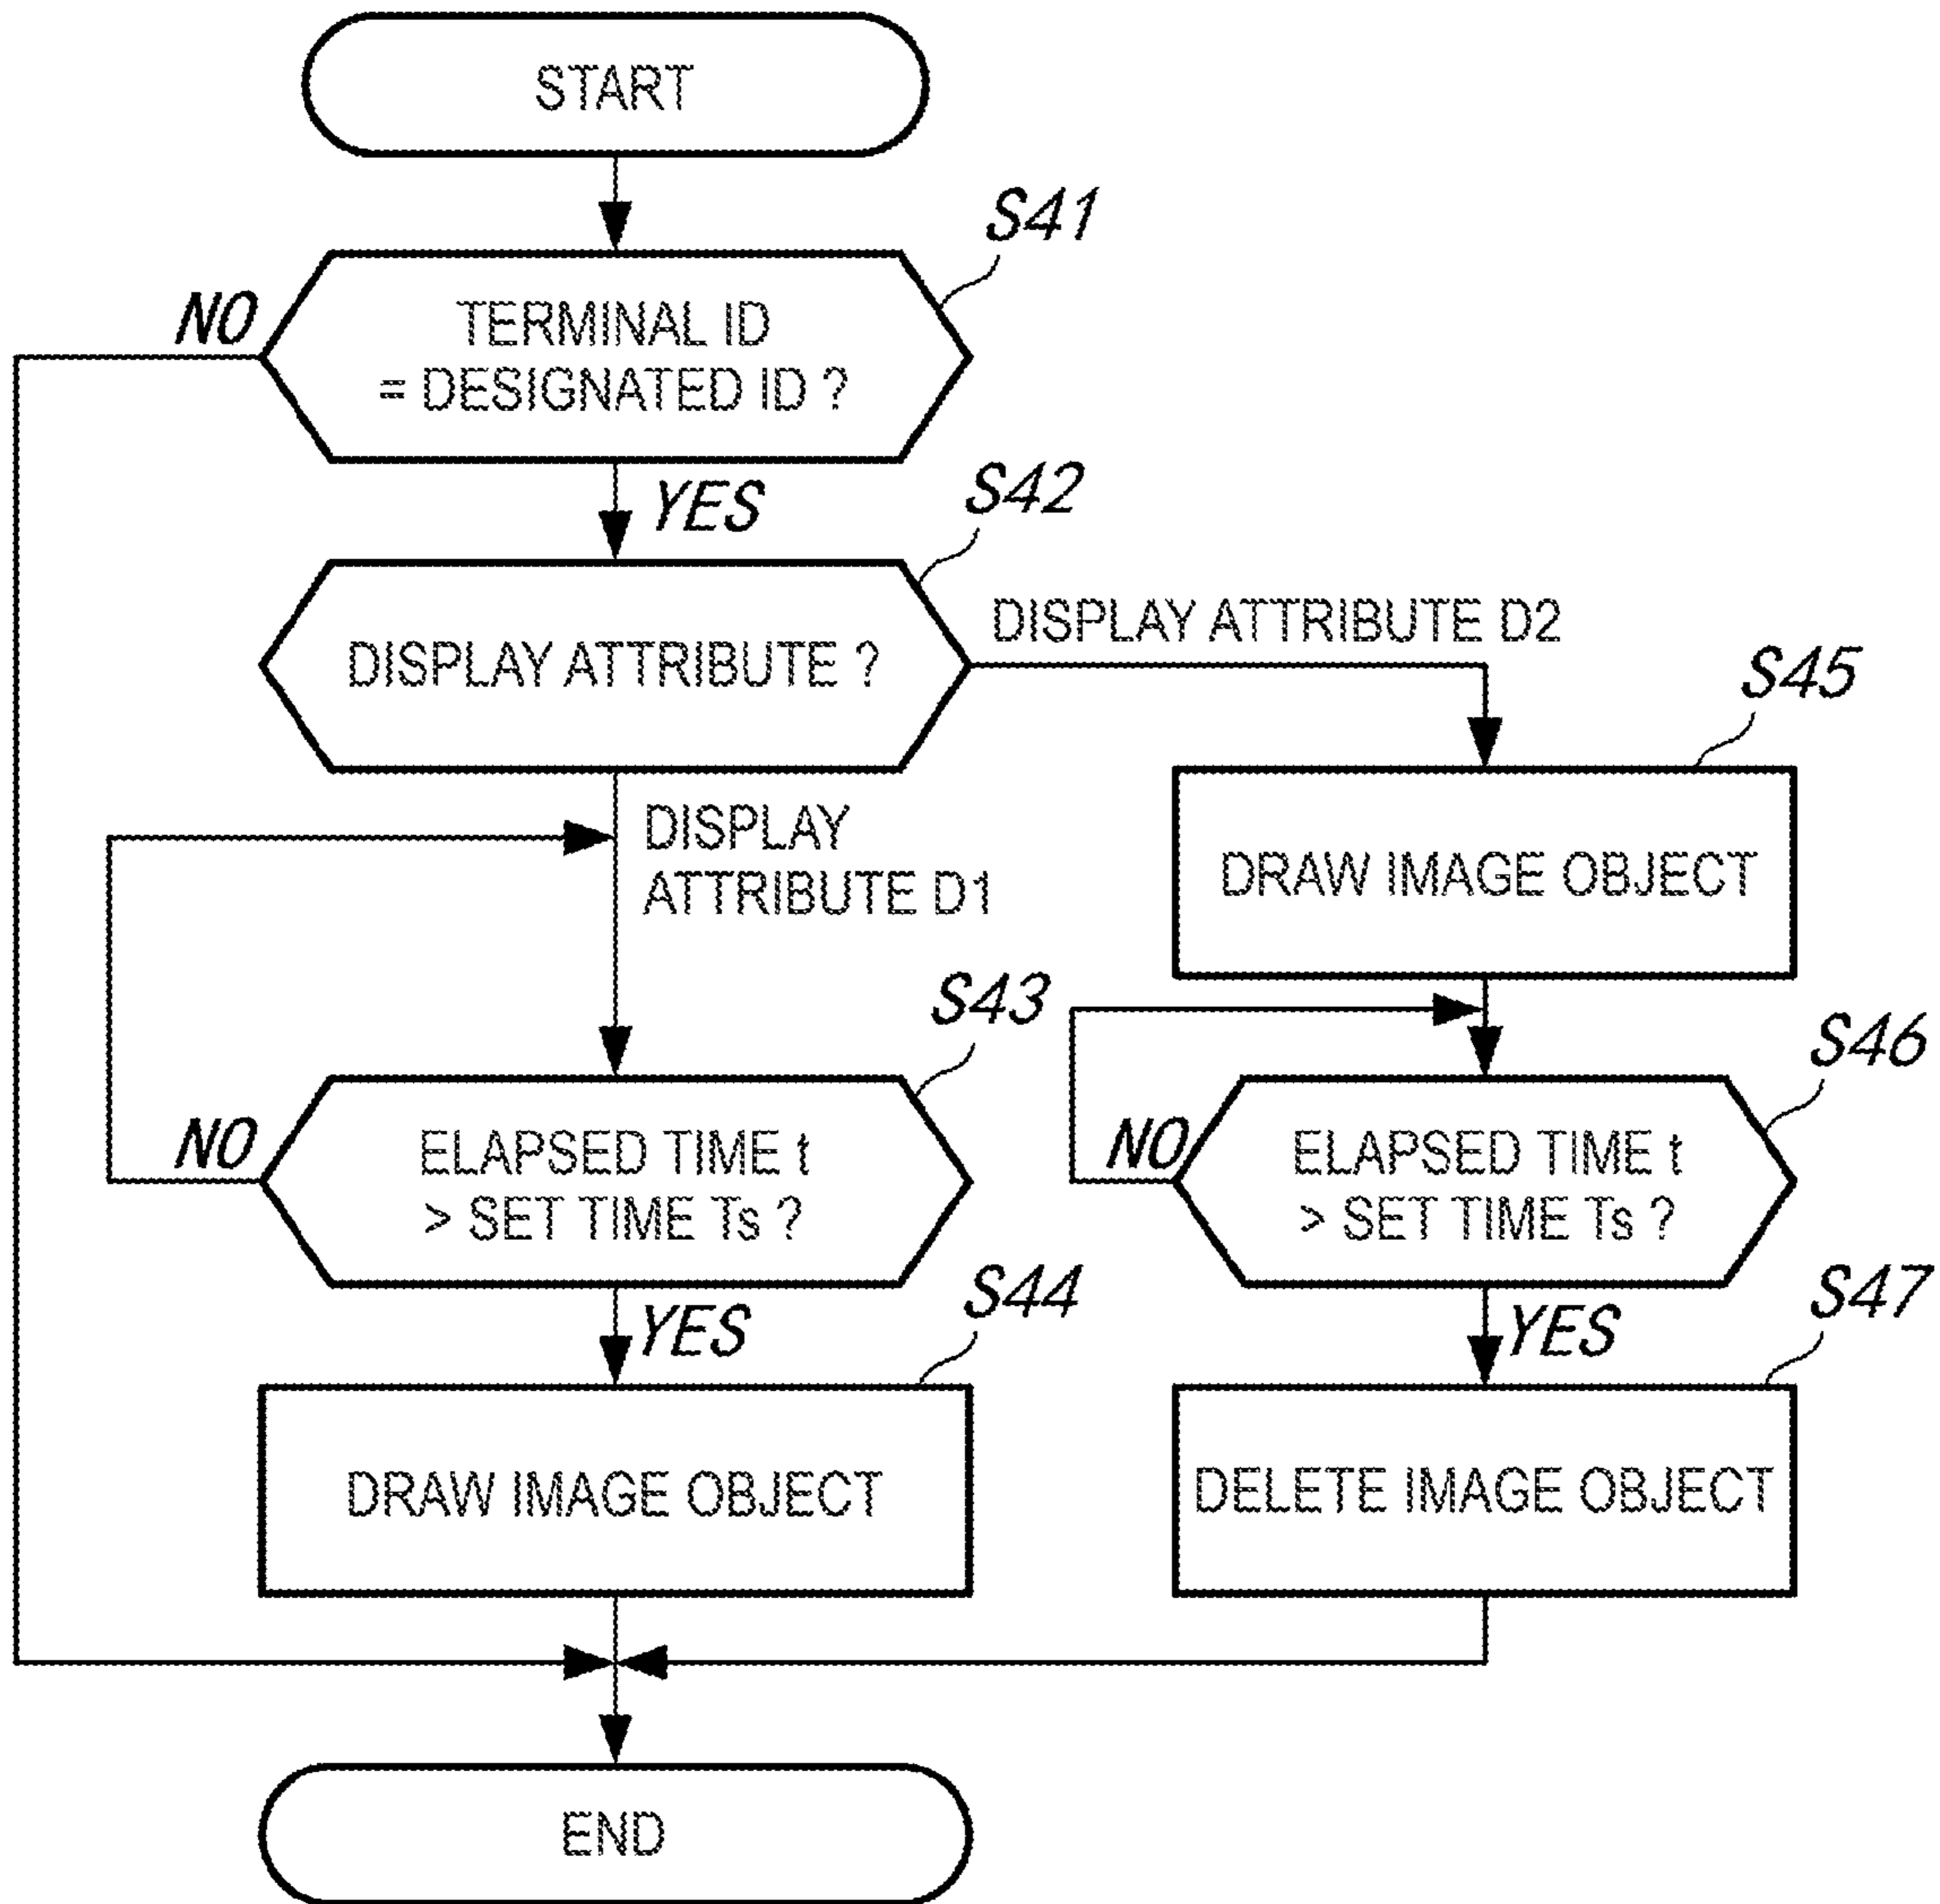 START
S41
NO
TERMINAL ID
= DESIGNATED ID ?
YES
S42
DISPLAY ATTRIBUTE ?
DISPLAY ATTRIBUTE D2
S45
DISPLAY
ATTRIBUTE D1
DRAW IMAGE OBJECT
S43
S46
NO
ELAPSED TIME t
> SET TIME Ts ?
NO
ELAPSED TIME t
> SET TIME Ts ?
YES
S44
YES
S47
DRAW IMAGE OBJECT
DELETE IMAGE OBJECT
END